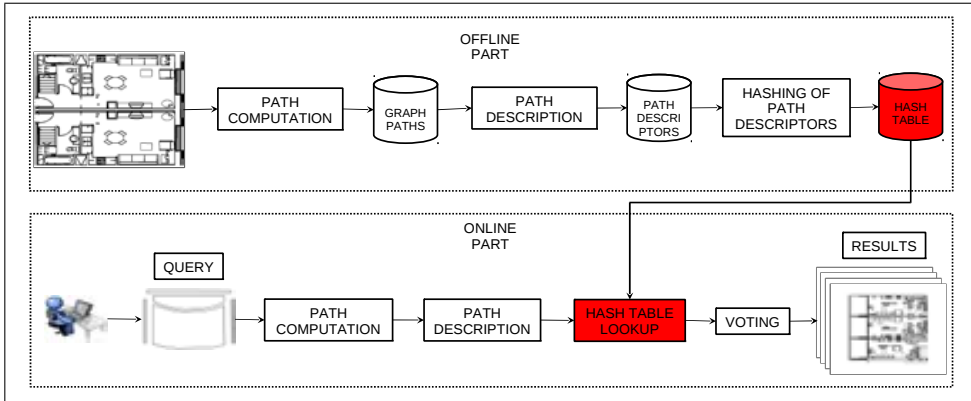 OFFLINE
PART
PATH
COMPUTATION
GRAPH
PATHS
PATH
DESCRIPTION
PATH
DESCRI
PTORS
HASHING OF
PATH
DESCRIPTORS
HASH
TABLE
ONLINE
PART
QUERY
PATH
COMPUTATION
PATH
DESCRIPTION
HASH TABLE
LOOKUP
VOTING
RESULTS